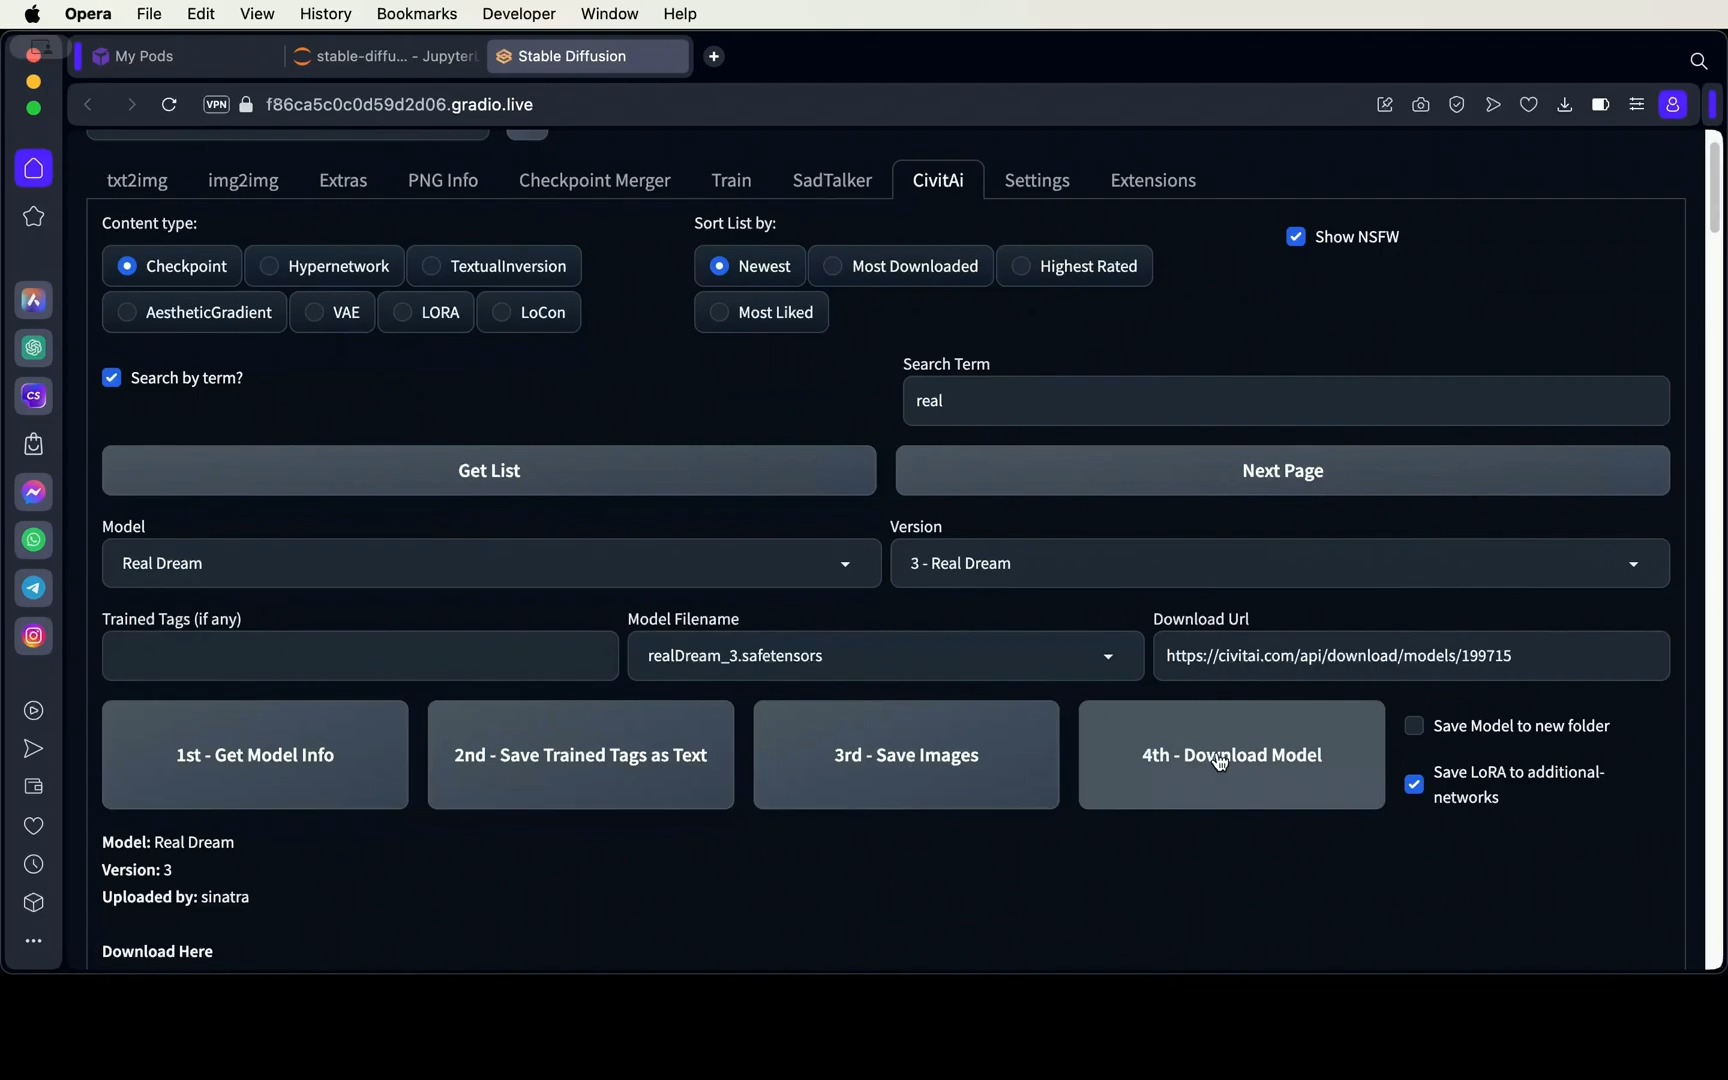 Opera File Edit View History Bookmarks Developer Window Help
My Pods stable-diffu... - Jupyter Stable Diffusion
VPN f86ca5c0c0d59d2d06.gradio.live
txt2img img2img Extras PNG Info Checkpoint Merger Train SadTalker CivitAi Settings Extensions
Content type: Sort List by: Show NSFW
Checkpoint Hypernetwork TextualInversion Newest Most Downloaded Highest Rated
AestheticGradient VAE LORA LoCon Most Liked
Search Term
Search by term?
real
Get List Next Page
Model Version
Real Dream 3 - Real Dream
Trained Tags (if any) Model Filename Download Url
realDream_3.safetensors https://civitai.com/api/download/models/199715
1st - Get Model Info 2nd - Save Trained Tags as Text 3rd - Save Images 4th - Download Model
Save Model to new folder
Save LoRA to additional-
networks
Model: Real Dream
Version: 3
Uploaded by: sinatra
Download Here
CS